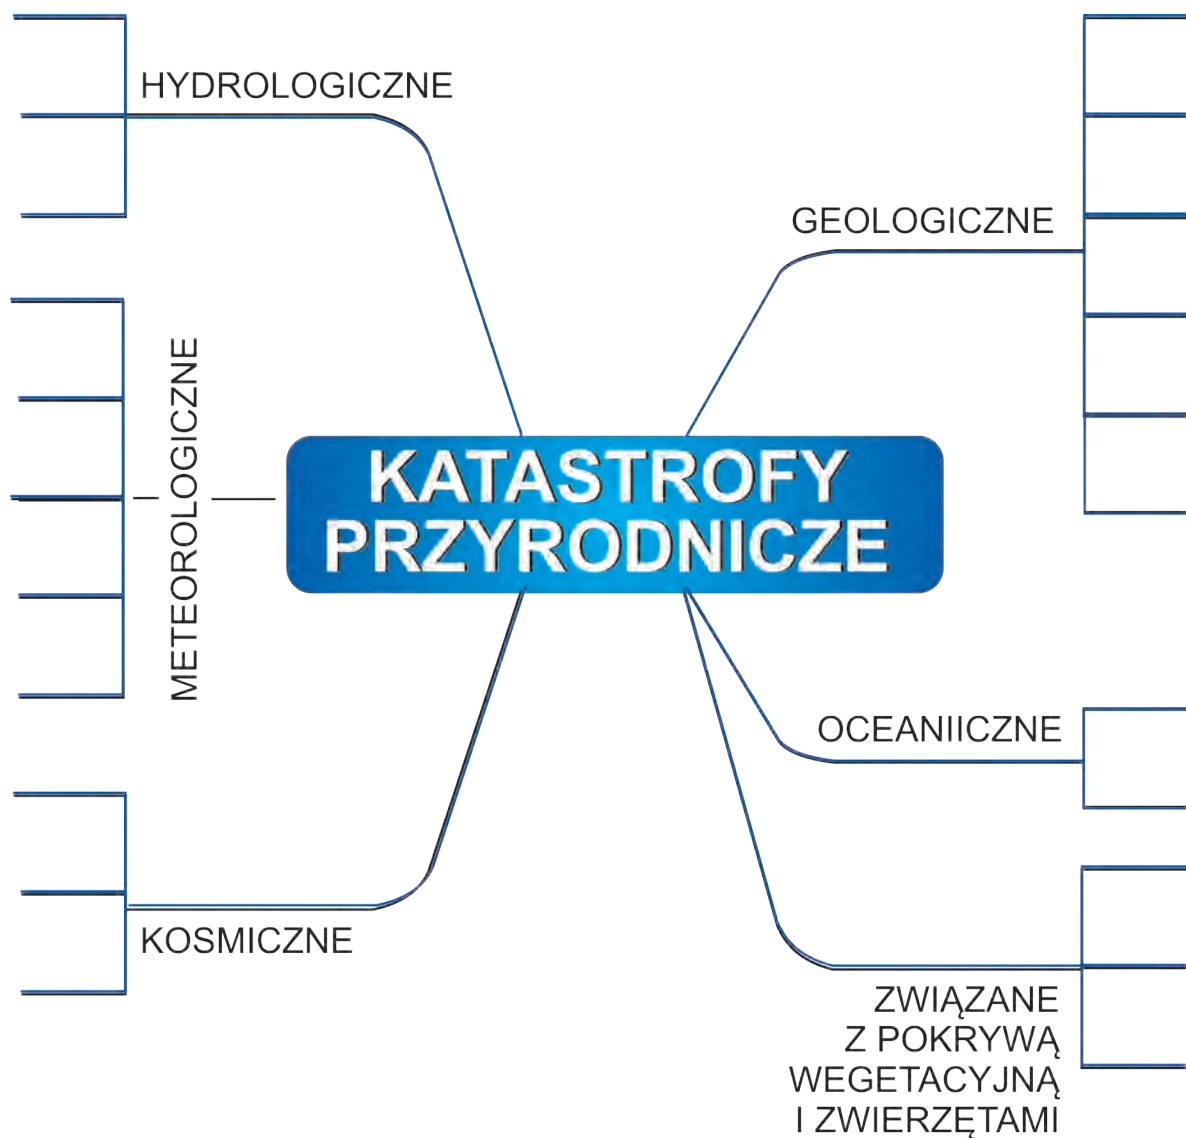 HYDROLOGICZNE
GEOLOGICZNE
METEOROLOGICZNE
KATASTROFY
PRZYRODNICZE
OCEANIICZNE
KOSMICZNE
ZWIĄZANE
Z POKRYWĄ
WEGETACYJNĄ
I ZWIERZĘTAMI